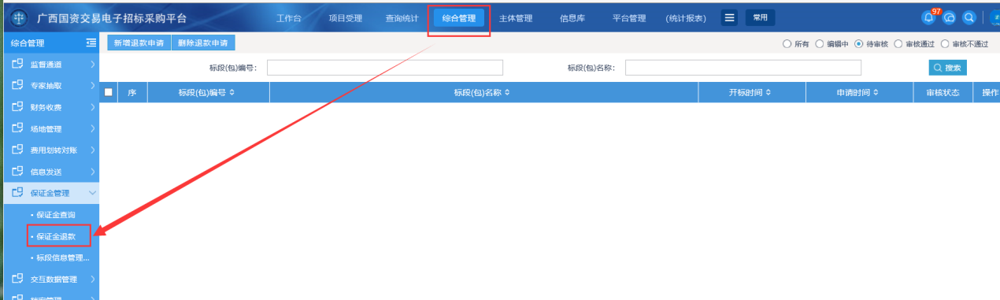 广西国资交易电子招标采购平台 工作台 项目受理 查询统计 综合管理 主体管理 信息库 平台管理 (统计报表) 常用 97
综合管理 新增退款申请 删除退款申请 所有 编辑中 待审核 审核通过 审核不通过
监督通道 标段(包)编号： 标段(包)名称： 搜索
专家抽取 序 标段(包)编号 标段(包)名称 开标时间 申请时间 审核状态 操作
财务收费
场地管理
费用划转对账
信息发送
保证金管理
保证金查询
保证金退款
标段信息管理...
交互数据管理